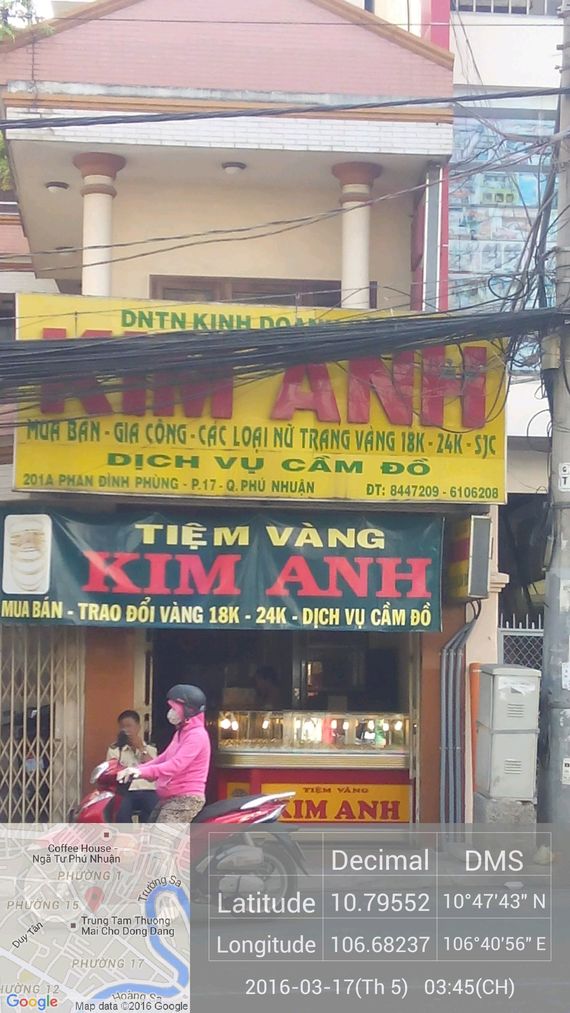 DNTN KINH DOANH
KIM ANH
MUA BÁN - GIA CÔNG - CÁC LOẠI NỮ TRANG VÀNG 18K - 24K - SJC
DỊCH VỤ CẦM ĐỒ
201A PHAN ĐÌNH PHÙNG - P.17 - Q.PHÚ NHUẬN ĐT: 8447209 - 6106208
TIỆM VÀNG
KIM ANH
MUA BÁN - TRAO ĐỔI VÀNG 18K - 24K - DỊCH VỤ CẦM ĐỒ
TIỆM VÀNG
KIM ANH
Coffee House -
Ngã Tư Phú Nhuận
PHƯỜNG 1
Trường Sa
PHƯỜNG 15
Trung Tam Thuong
Mai Cho Dong Dang
Duy Tân
PHƯỜNG 17
HƯỜNG 12
Hoàng Sa
Google
Map data ©2016 Google
Decimal DMS
Latitude 10.79552 10°47'43" N
Longitude 106.68237 106°40'56" E
2016-03-17(Th 5) 03:45(CH)